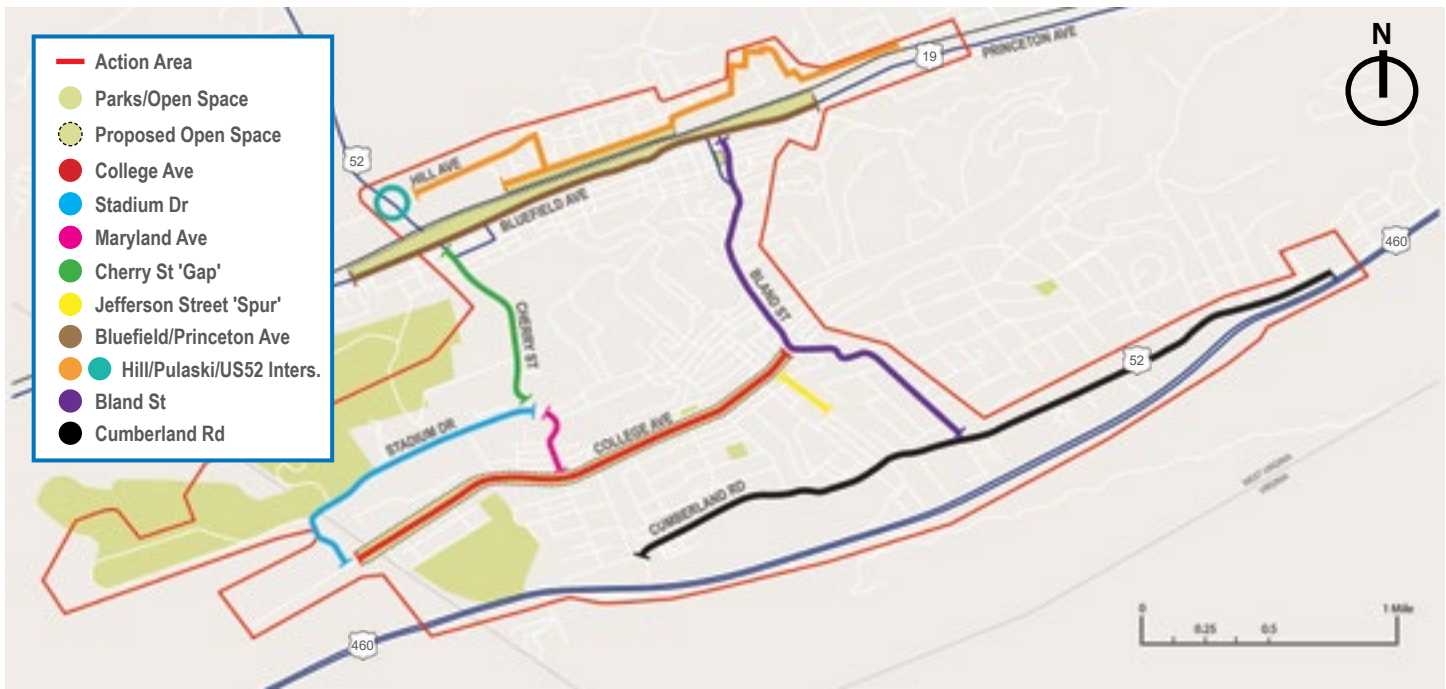 Action Area
Parks/Open Space
Proposed Open Space
College Ave
Stadium Dr
Maryland Ave
Cherry St 'Gap'
Jefferson Street 'Spur'
Bluefield/Princeton Ave
Hill/Pulaski/US52 Inters.
Bland St
Cumberland Rd
N
19
PRINCETON AVE
52
HILL AVE
BLUEFIELD AVE
460
BLAND ST
CHERRY ST
52
STADIUM DR
COLLEGE AVE
CUMBERLAND RD
WEST VIRGINIA
VIRGINIA
460
0
1 Mile
0.25
0.5